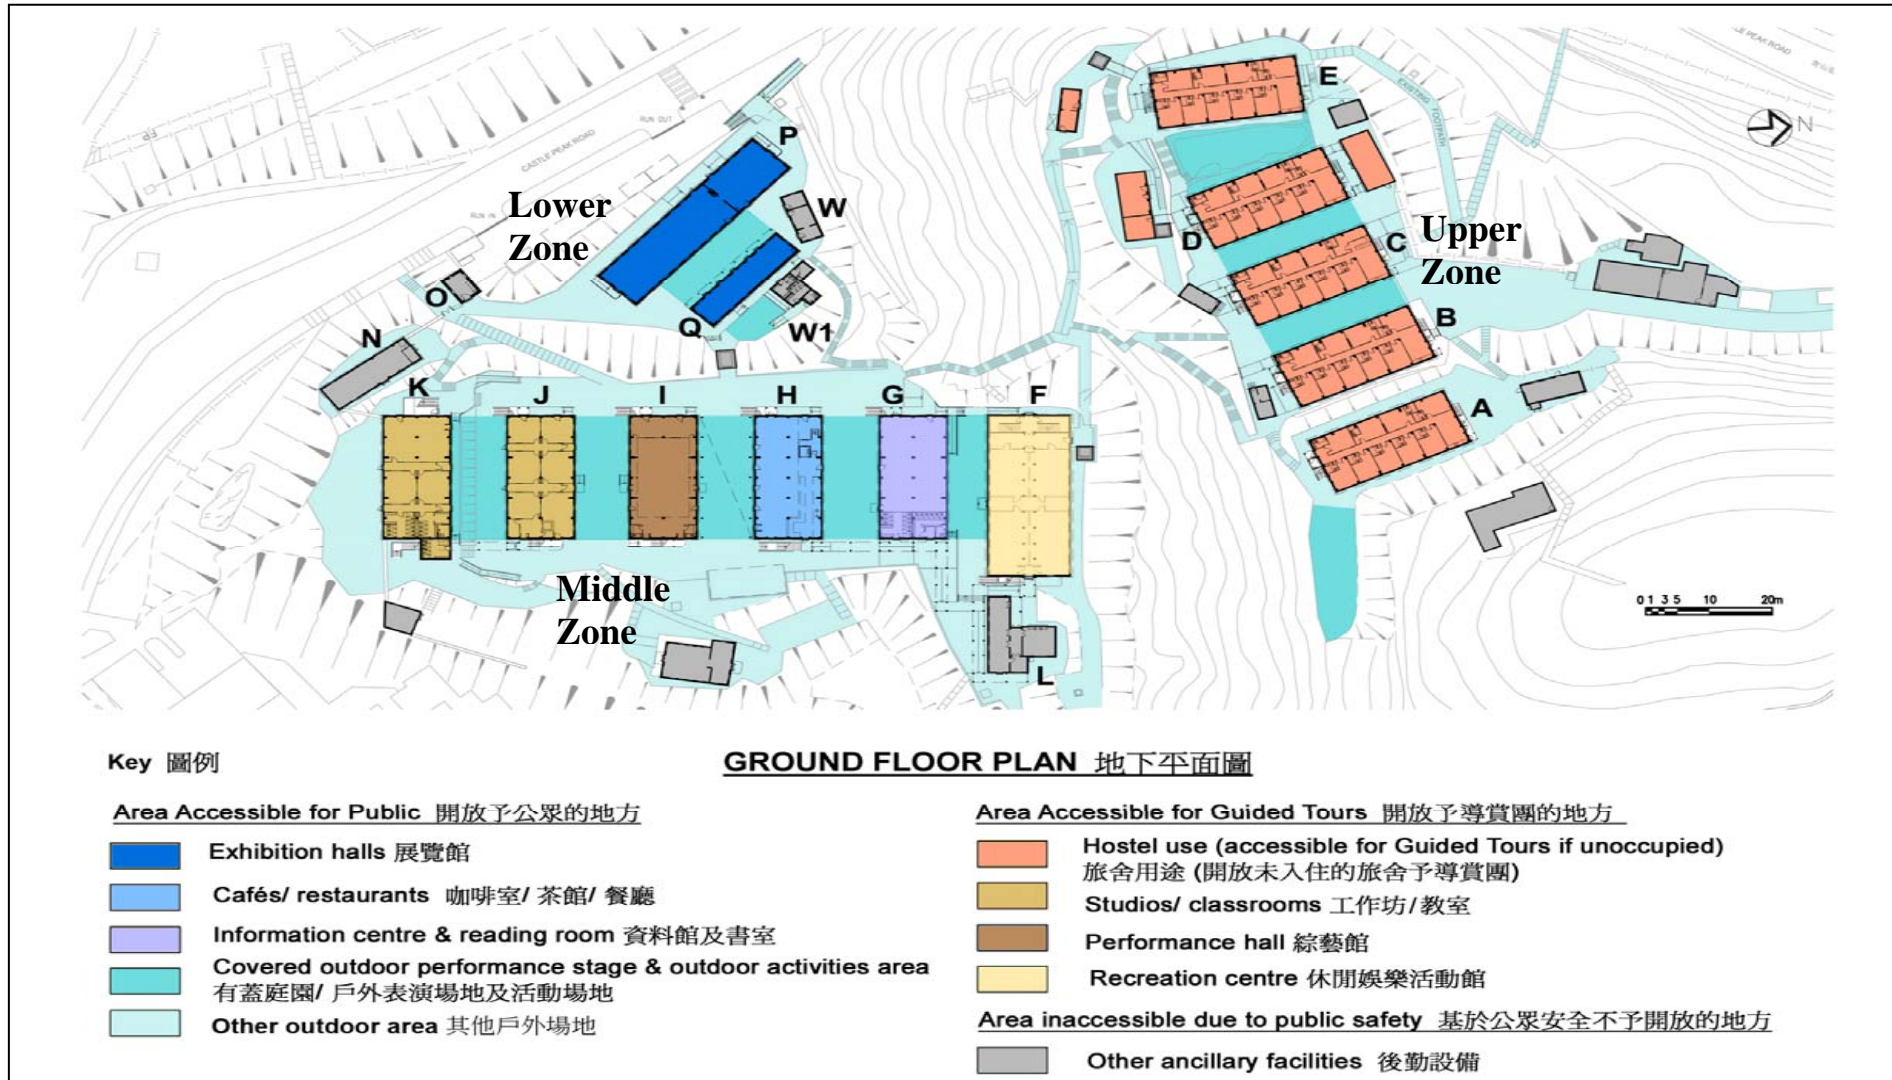 CASTLE PEAK ROAD
RUN OUT
RUN IN
EXISTING FOOTPATH
N
Lower
Zone
Upper
Zone
Middle
Zone
P
W
O
Q
W1
N
K
J
I
H
G
F
E
D
C
B
A
L
0 1 3 5 10 20m
Key 圖例
GROUND FLOOR PLAN 地下平面圖
Area Accessible for Public 開放予公眾的地方
Exhibition halls 展覽館
Cafés/ restaurants 咖啡室/ 茶館/ 餐廳
Information centre & reading room 資料館及書室
Covered outdoor performance stage & outdoor activities area
有蓋庭園/ 戶外表演場地及活動場地
Other outdoor area 其他戶外場地
Area Accessible for Guided Tours 開放予導賞團的地方
Hostel use (accessible for Guided Tours if unoccupied)
旅舍用途 (開放未入住的旅舍予導賞團)
Studios/ classrooms 工作坊/教室
Performance hall 綜藝館
Recreation centre 休閒娛樂活動館
Area inaccessible due to public safety 基於公眾安全不予開放的地方
Other ancillary facilities 後勤設備